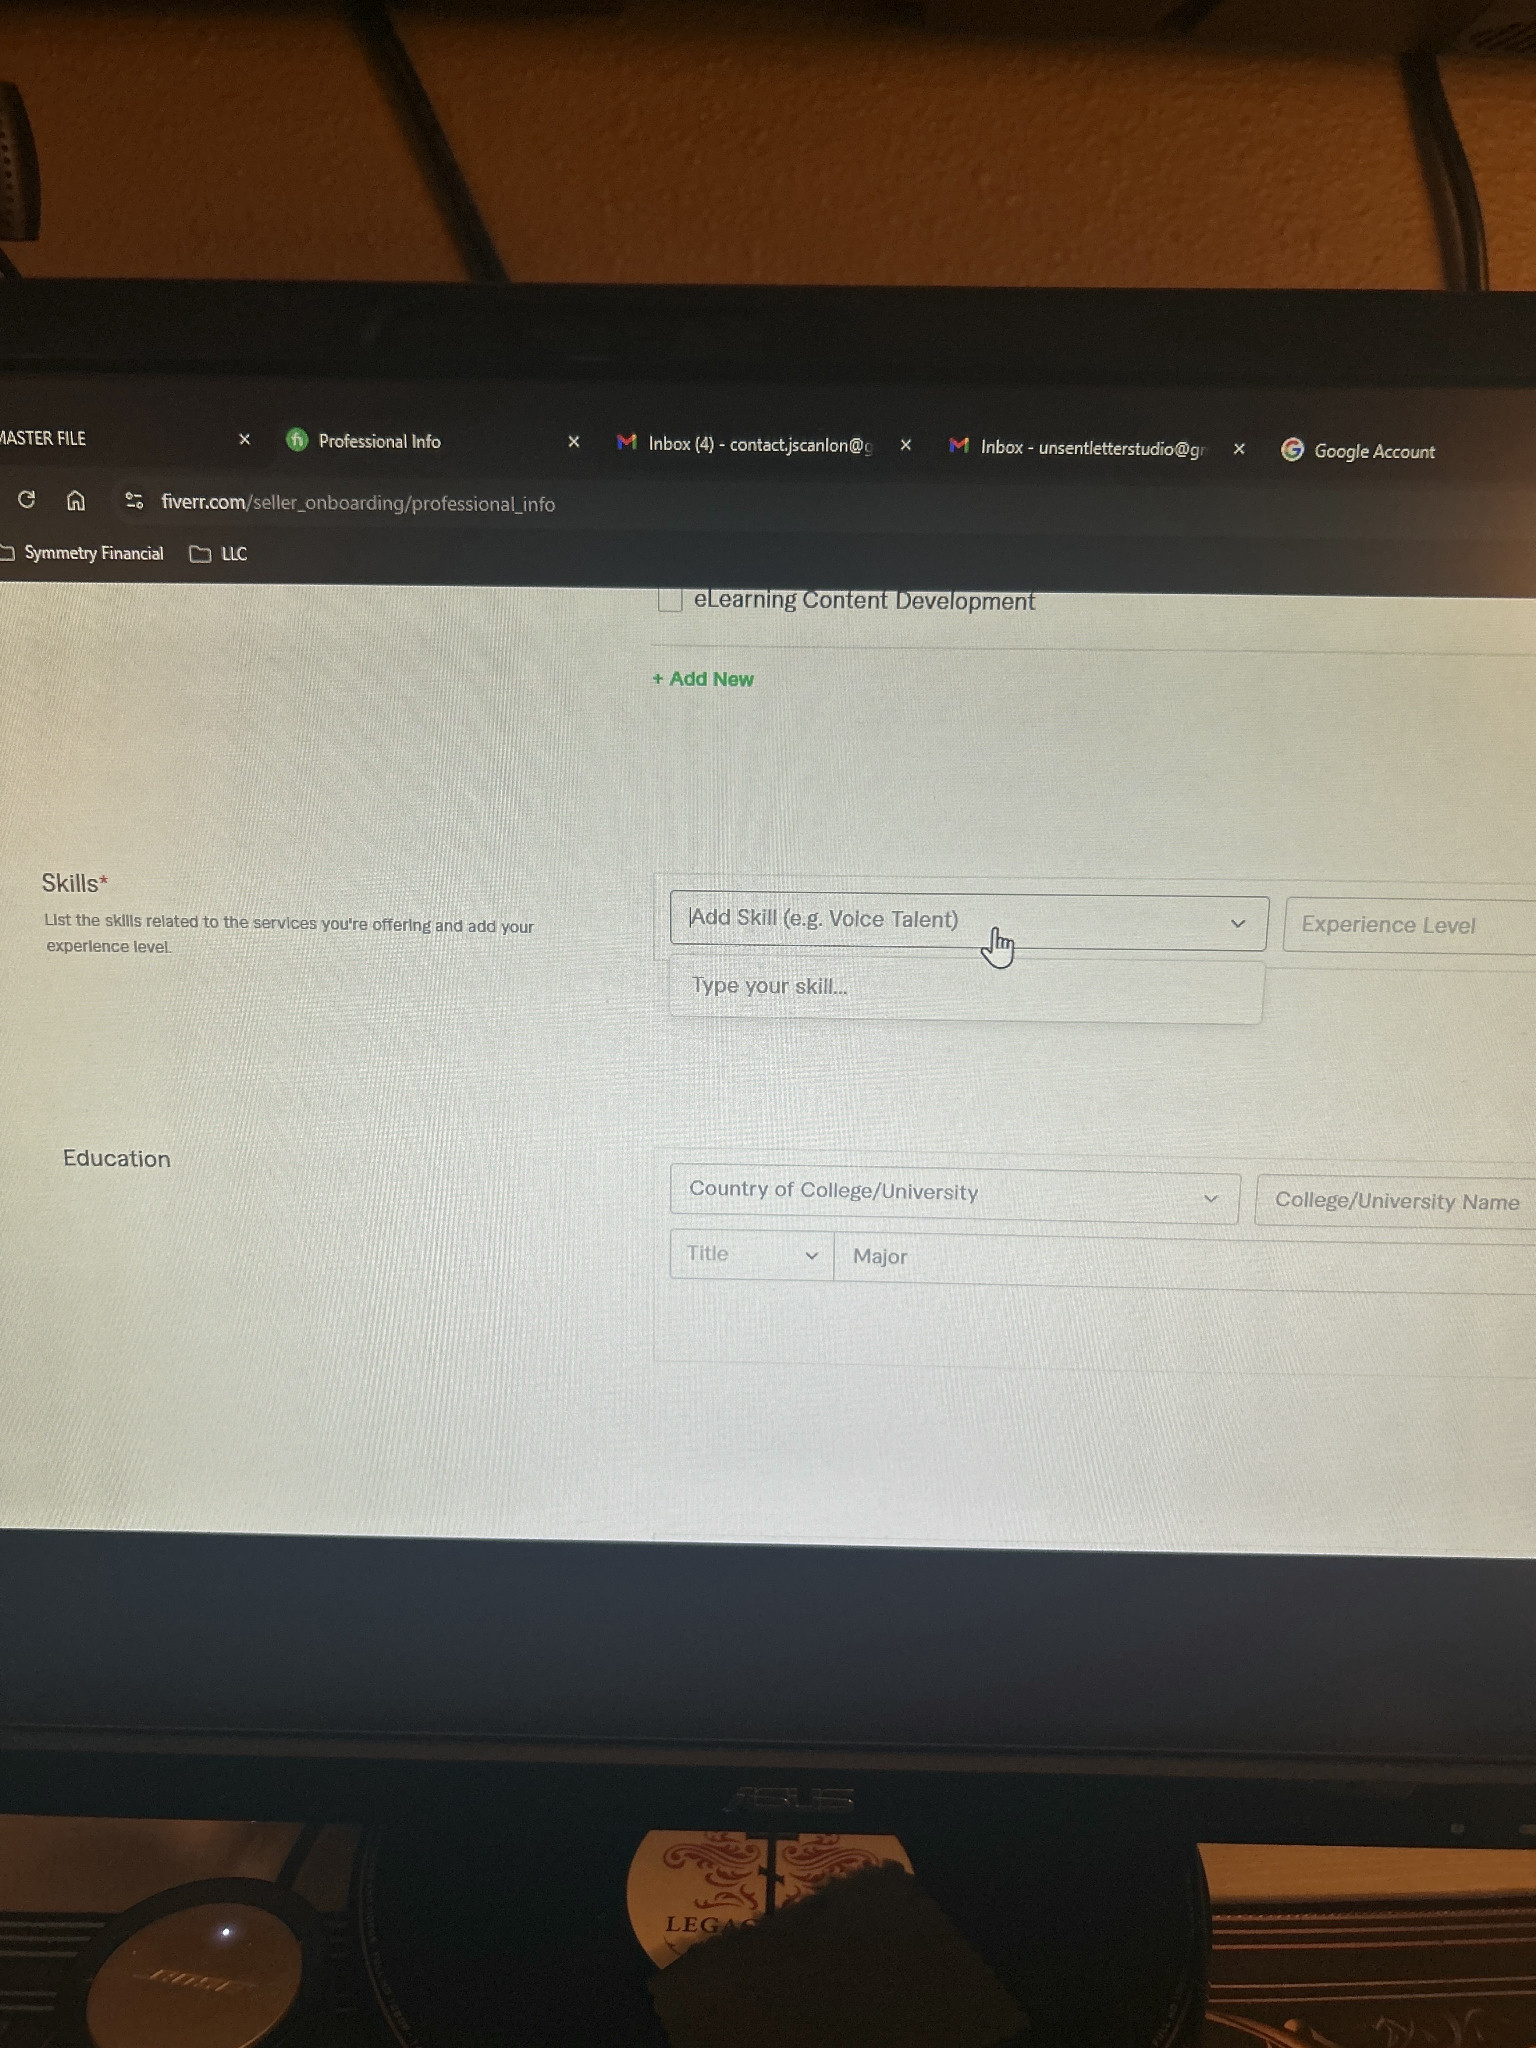 MASTER FILE
Professional Info
Inbox (4) - contact.jscanlon@g
Inbox - unsentletterstudio@gr
Google Account
fiverr.com/seller_onboarding/professional_info
Symmetry Financial
LLC
eLearning Content Development
+ Add New
Skills*
List the skills related to the services you're offering and add your
experience level.
Add Skill (e.g. Voice Talent)
Experience Level
Type your skill...
Education
Country of College/University
College/University Name
Title
Major
ASUS
LEGAC
BOSE